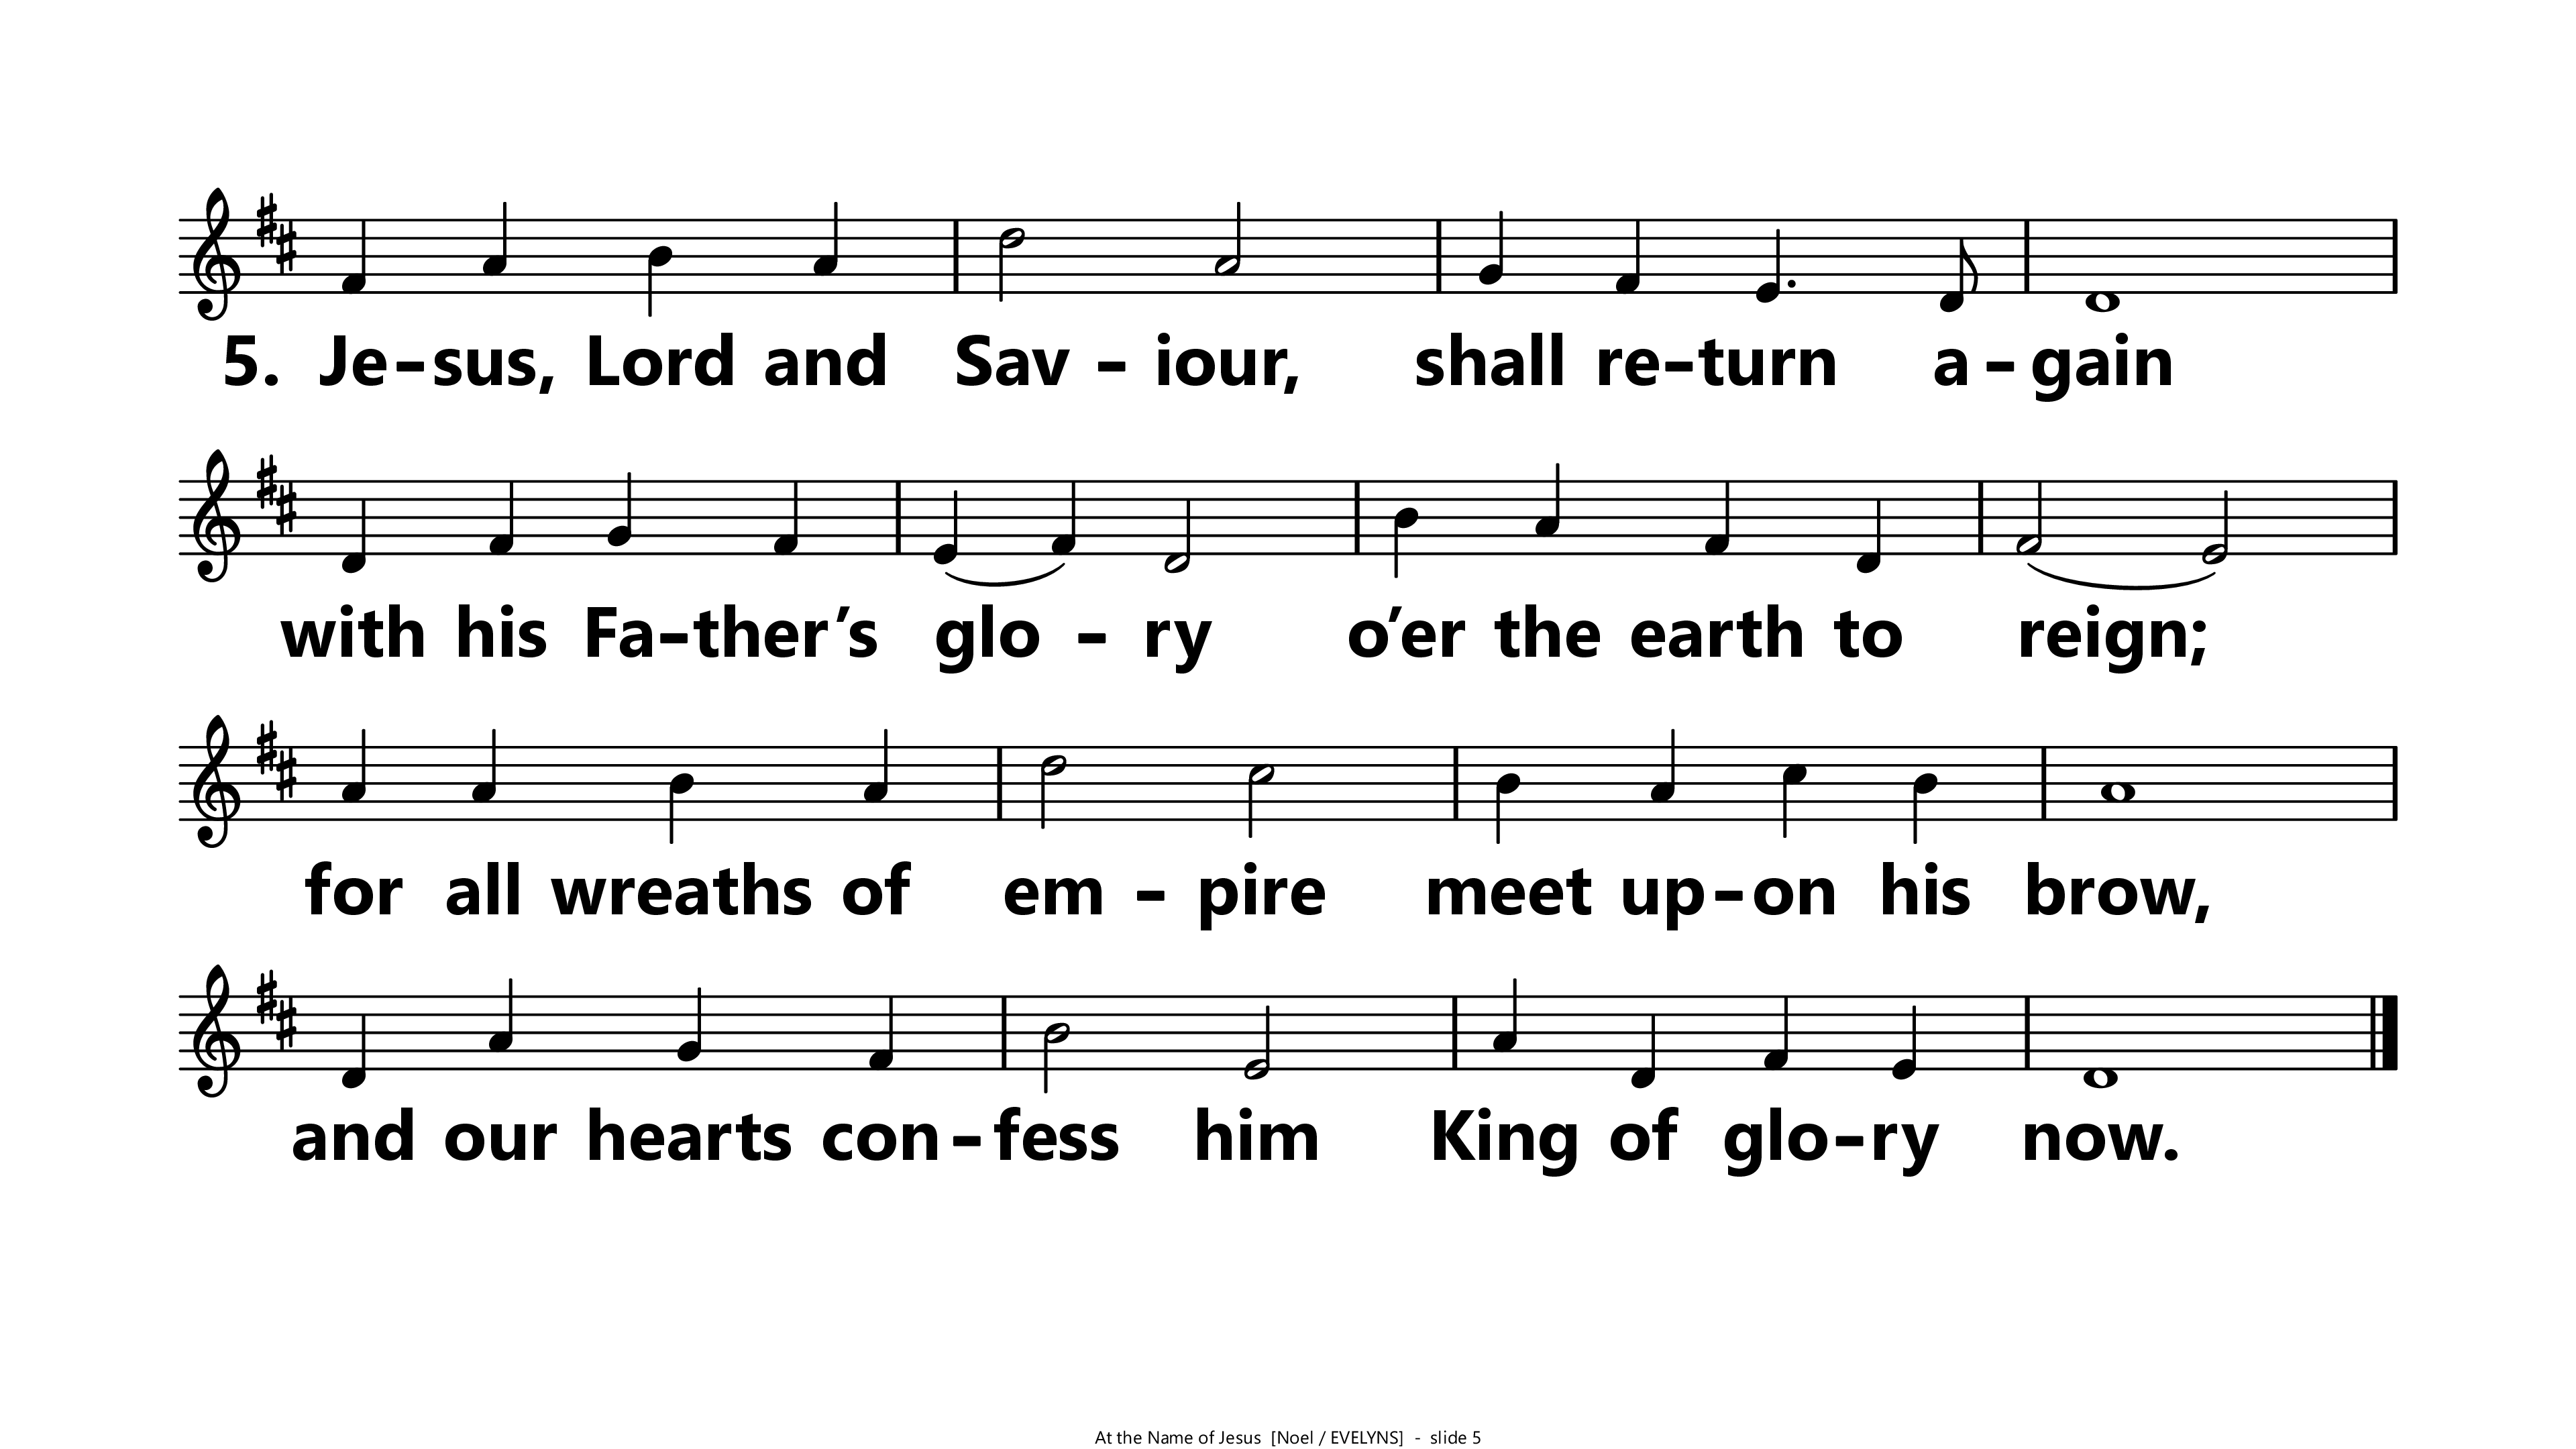 5. Je-sus, Lord and Sav - iour, shall re-turn a - gain
with his Fa-ther’s glo - ry o’er the earth to reign;
for all wreaths of em - pire meet up-on his brow,
and our hearts con-fess him King of glo-ry now.
At the Name of Jesus [Noel / EVELYNS] - slide 5